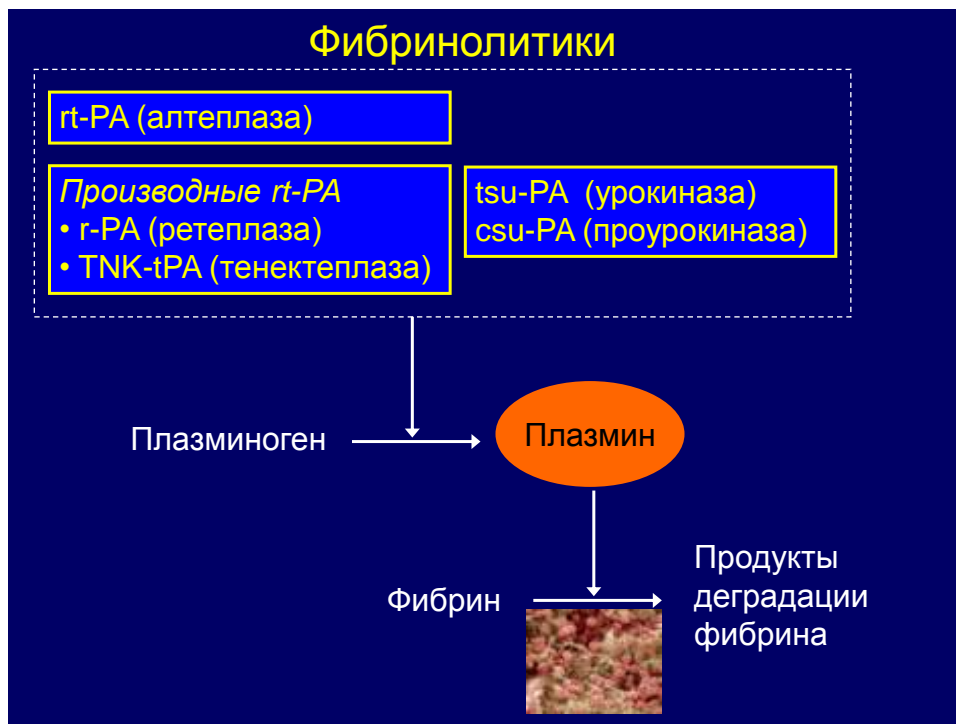 Фибринолитики
rt-PA (алтеплаза)
Производные rt-PA
• r-PA (ретеплаза)
• TNK-tPA (тенектеплаза)
tsu-PA (урокиназа)
csu-PA (проурокиназа)
Плазминоген
Плазмин
Фибрин
Продукты
деградации
фибрина